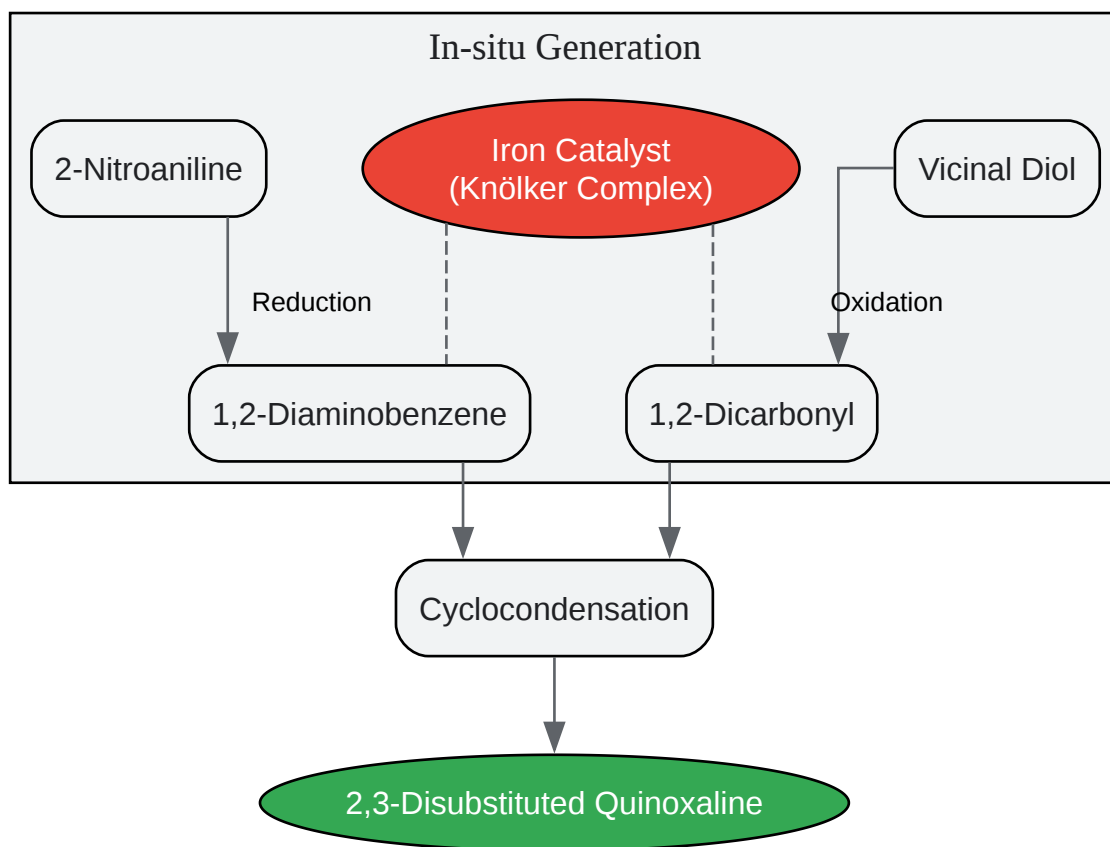 In-situ Generation
2-Nitroaniline
Iron Catalyst
(Knölker Complex)
Vicinal Diol
Reduction
Oxidation
1,2-Diaminobenzene
1,2-Dicarbonyl
Cyclocondensation
2,3-Disubstituted Quinoxaline